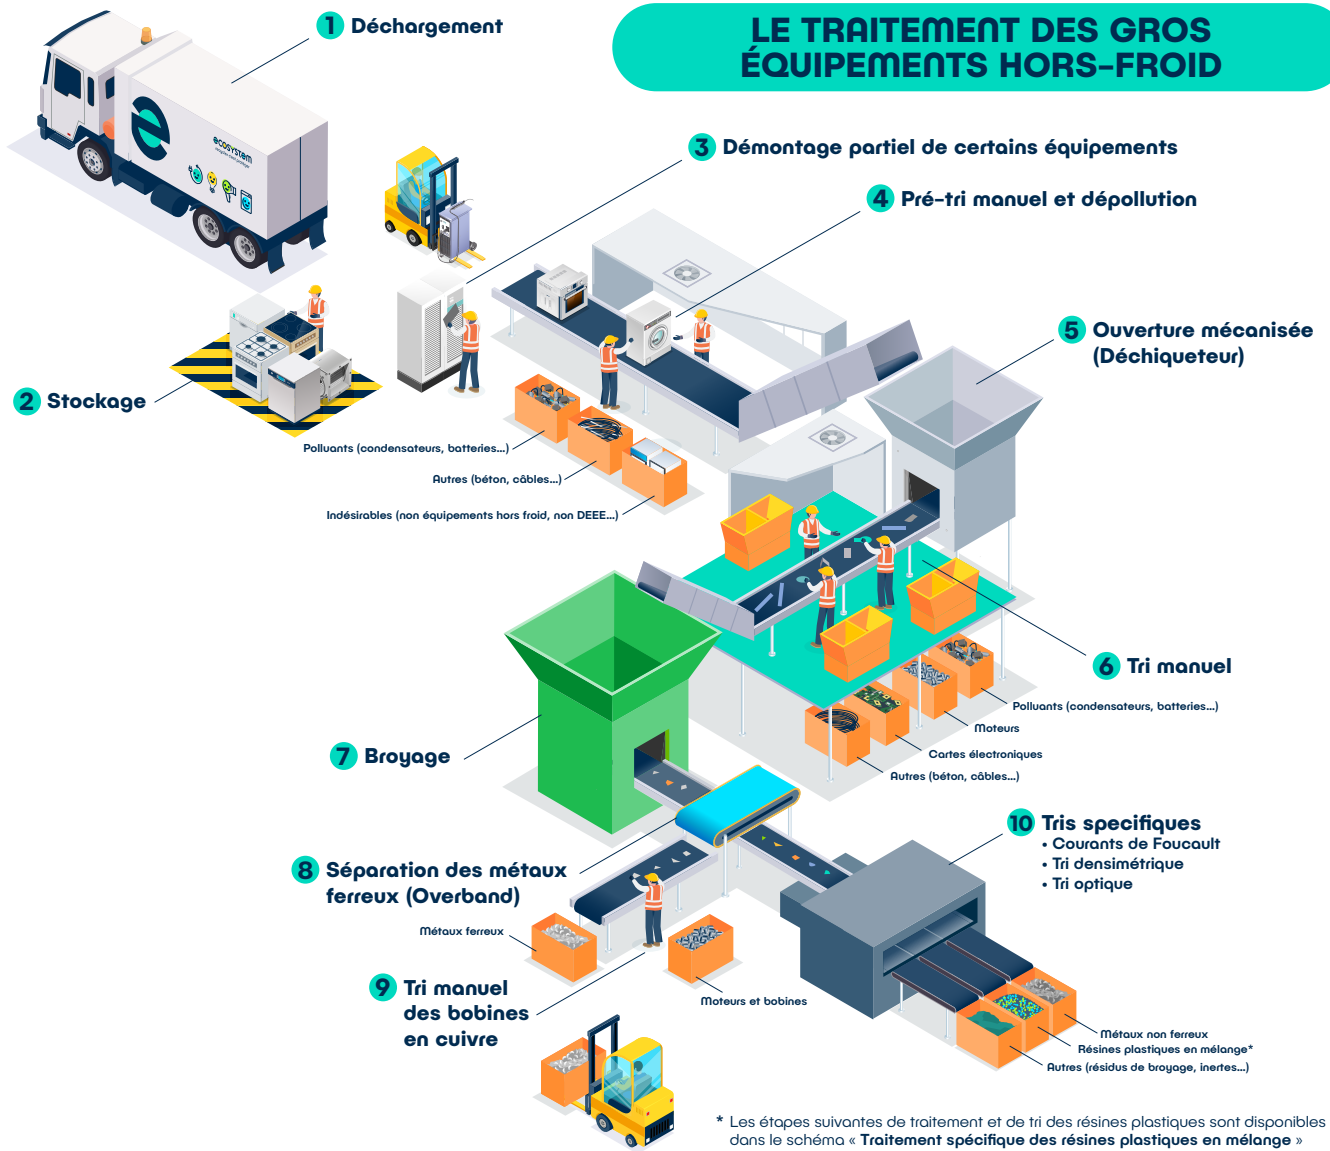 LE TRAITEMENT DES GROS
ÉQUIPEMENTS HORS-FROID
1 Déchargement
ecosystem
3 Démontage partiel de certains équipements
4 Pré-tri manuel et dépollution
5 Ouverture mécanisée
(Déchiqueteur)
2 Stockage
Polluants (condensateurs, batteries...)
Autres (béton, câbles...)
Indésirables (non équipements hors froid, non DEEE...)
6 Tri manuel
Polluants (condensateurs, batteries...)
Moteurs
Cartes électroniques
Autres (béton, câbles...)
7 Broyage
10 Tris specifiques
• Courants de Foucault
• Tri densimétrique
• Tri optique
8 Séparation des métaux
ferreux (Overband)
Métaux ferreux
9 Tri manuel
des bobines
en cuivre
Moteurs et bobines
Métaux non ferreux
Résines plastiques en mélange*
Autres (résidus de broyage, inertes...)
* Les étapes suivantes de traitement et de tri des résines plastiques sont disponibles
dans le schéma « Traitement spécifique des résines plastiques en mélange »